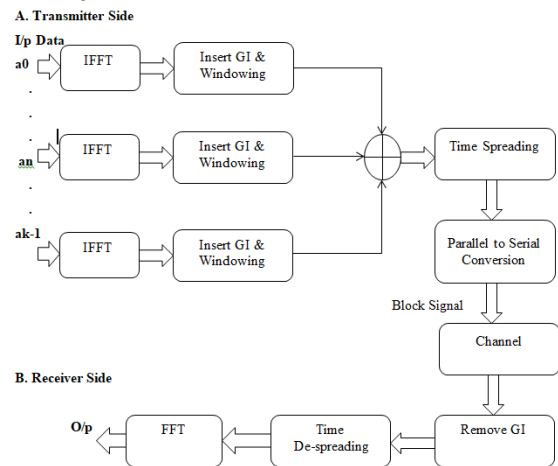 A. Transmitter Side
I/p Data
a0
IFFT
Insert GI &
Windowing
.
.
.
an
IFFT
Insert GI &
Windowing
Time Spreading
.
.
ak-1
IFFT
Insert GI &
Windowing
Parallel to Serial
Conversion
Block Signal
Channel
B. Receiver Side
O/p
FFT
Time
De-spreading
Remove GI